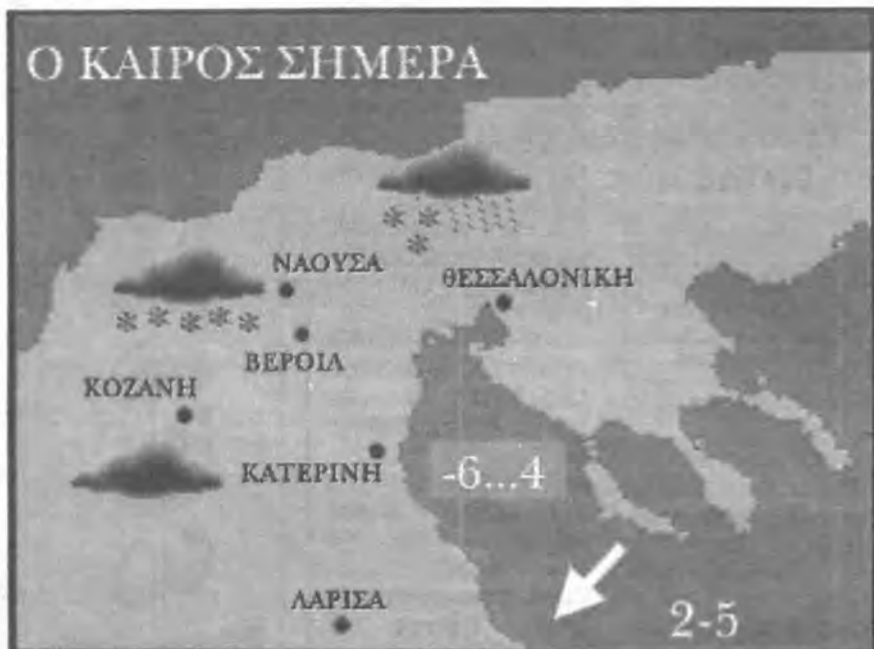 Ο ΚΑΙΡΟΣ ΣΗΜΕΡΑ
ΝΑΟΥΣΑ
ΘΕΣΣΑΛΟΝΙΚΗ
ΒΕΡΟΙΑ
ΚΟΖΑΝΗ
ΚΑΤΕΡΙΝΗ
-6...4
ΛΑΡΙΣΑ
2-5